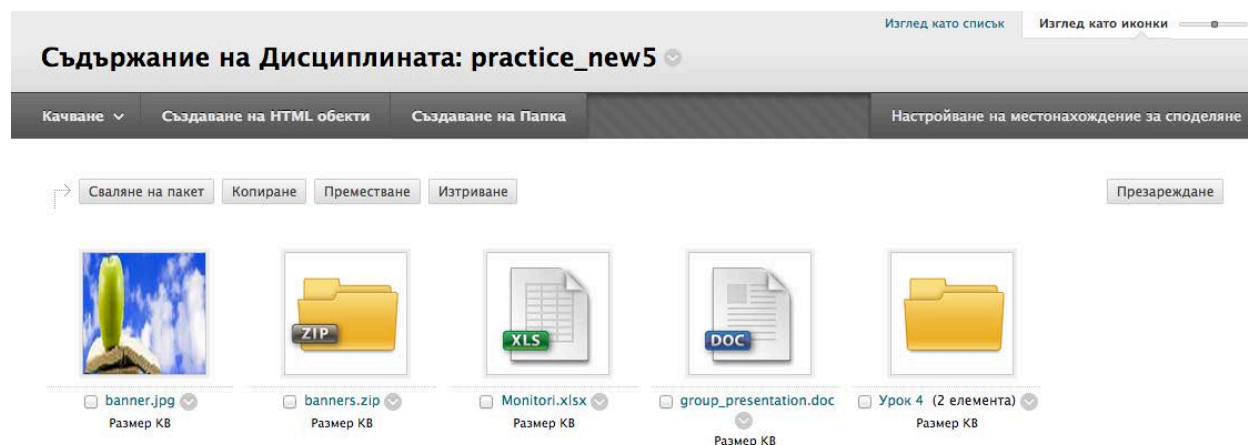 Изглед като списък Изглед като иконки
Съдържание на Дисциплината: practice_new5
Качване Създаване на HTML обекти Създаване на Папка Настройване на местонахождение за споделяне
Сваляне на пакет Копиране Преместване Изтриване Презареждане
ZIP XLS DOC
banner.jpg banners.zip Monitori.xlsx group_presentation.doc Урок 4 (2 елемента)
Размер KB Размер KB Размер KB Размер KB
Размер KB